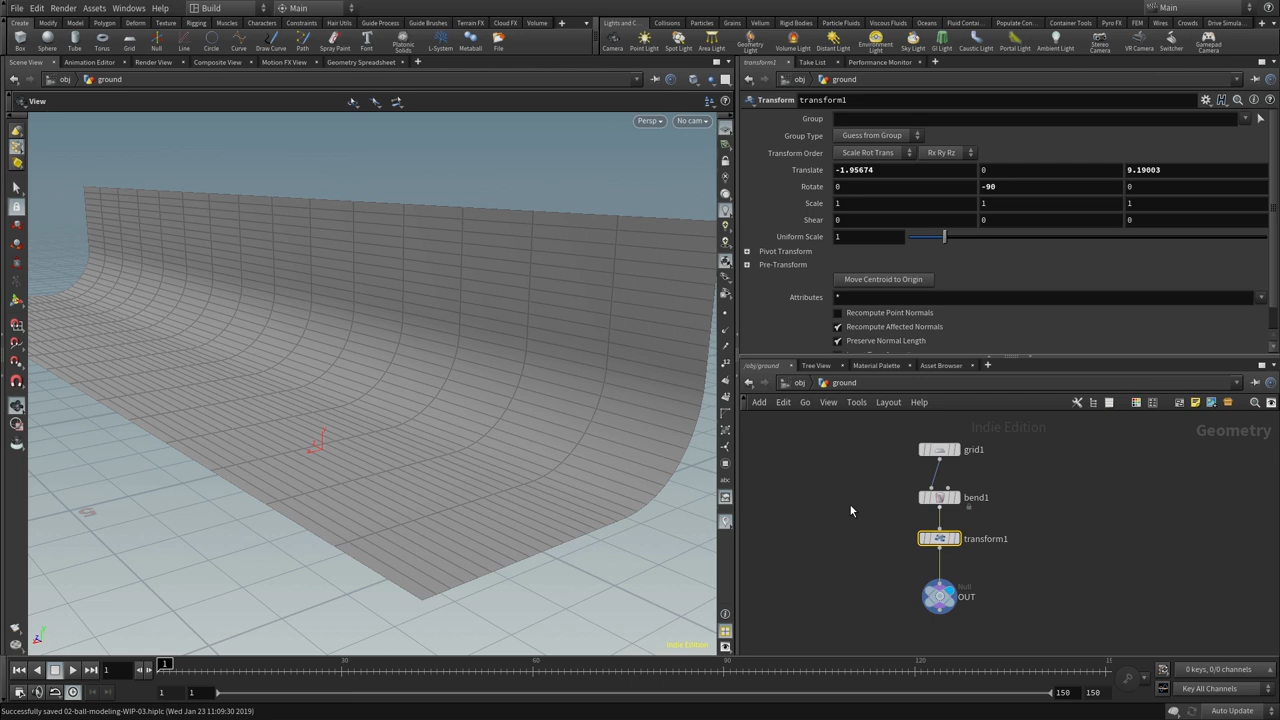 File Edit Render Assets Windows Help Build Main Main
Create Modify Model Polygon Deform Texture Rigging Muscles Characters Constraints Hair Utils Guide Process Guide Brushes Terrain FX Cloud FX Volume
Lights and C... Collisions Particles Grains Vellum Rigid Bodies Particle Fluids Viscous Fluids Oceans Fluid Contai... Populate Con... Container Tools Pyro FX FEM Wires Crowds Drive Simula...
Box Sphere Tube Torus Grid Null Line Circle Curve Draw Curve Path Spray Paint Font Platonic Solids L-System Metaball File
Camera Point Light Spot Light Area Light Geometry Light Volume Light Distant Light Environment Light Sky Light GI Light Caustic Light Portal Light Ambient Light Stereo Camera VR Camera Switcher Gamepad Camera
Scene View Animation Editor Render View Composite View Motion FX View Geometry Spreadsheet
transform1 Take List Performance Monitor
obj ground
obj ground
View
Persp No cam
Transform transform1
Group
Group Type Guess from Group
Transform Order Scale Rot Trans Rx Ry Rz
Translate -1.95674 0 9.19003
Rotate 0 -90 0
Scale 1 1 1
Shear 0 0 0
Uniform Scale 1
Pivot Transform
Pre-Transform
Move Centroid to Origin
Attributes *
Recompute Point Normals
Recompute Affected Normals
Preserve Normal Length
/obj/ground Tree View Material Palette Asset Browser
obj ground
Add Edit Go View Tools Layout Help
Indie Edition
Geometry
grid1
bend1
transform1
Null
OUT
5
abc
Indie Edition
1 1 30 60 90 120
1 1 150 150
0 keys, 0/0 channels
Key All Channels
Successfully saved 02-ball-modeling-WIP-03.hiplc (Wed Jan 23 11:09:30 2019)
Auto Update